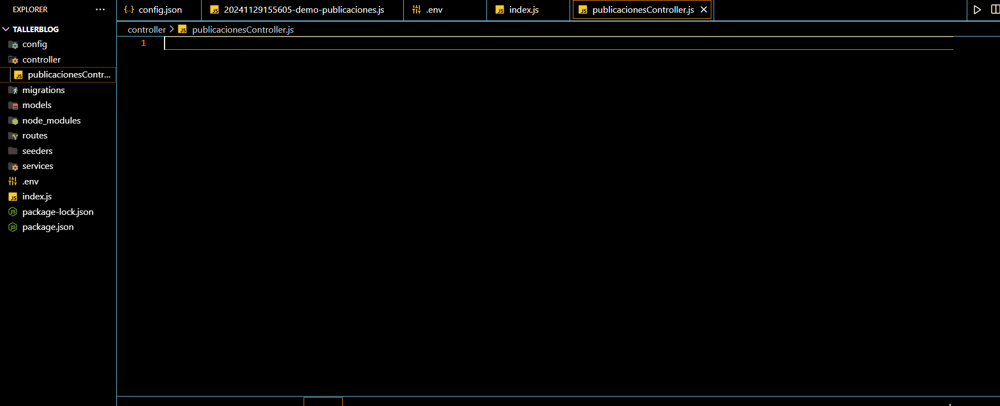 EXPLORER
TALLERBLOG
config
controller
publicacionesContr...
migrations
models
node_modules
routes
seeders
services
.env
index.js
package-lock.json
package.json
config.json
20241129155605-demo-publicaciones.js
.env
index.js
publicacionesController.js
controller > publicacionesController.js
1